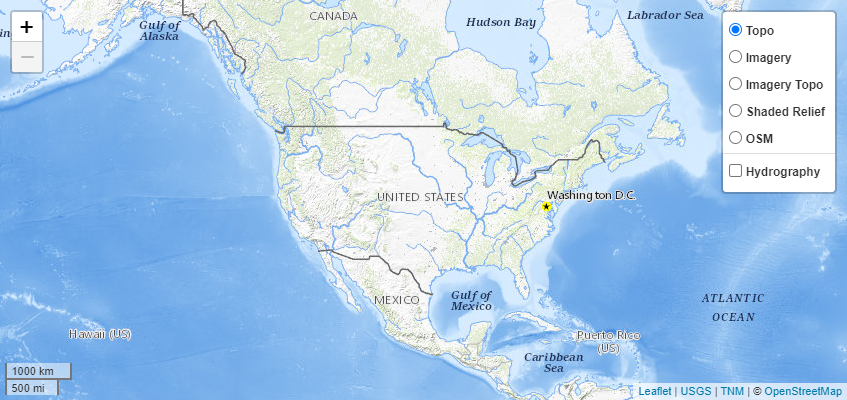 +
−
CANADA
Hudson Bay
Labrador Sea
Gulf of
Alaska
Topo
Imagery
Imagery Topo
Shaded Relief
OSM
Hydrography
UNITED STATES
Washington D.C.
MEXICO
Gulf of
Mexico
ATLANTIC
OCEAN
Hawaii (US)
Puerto Rico
(US)
Caribbean
Sea
1000 km
500 mi
Leaflet | USGS | TNM | © OpenStreetMap